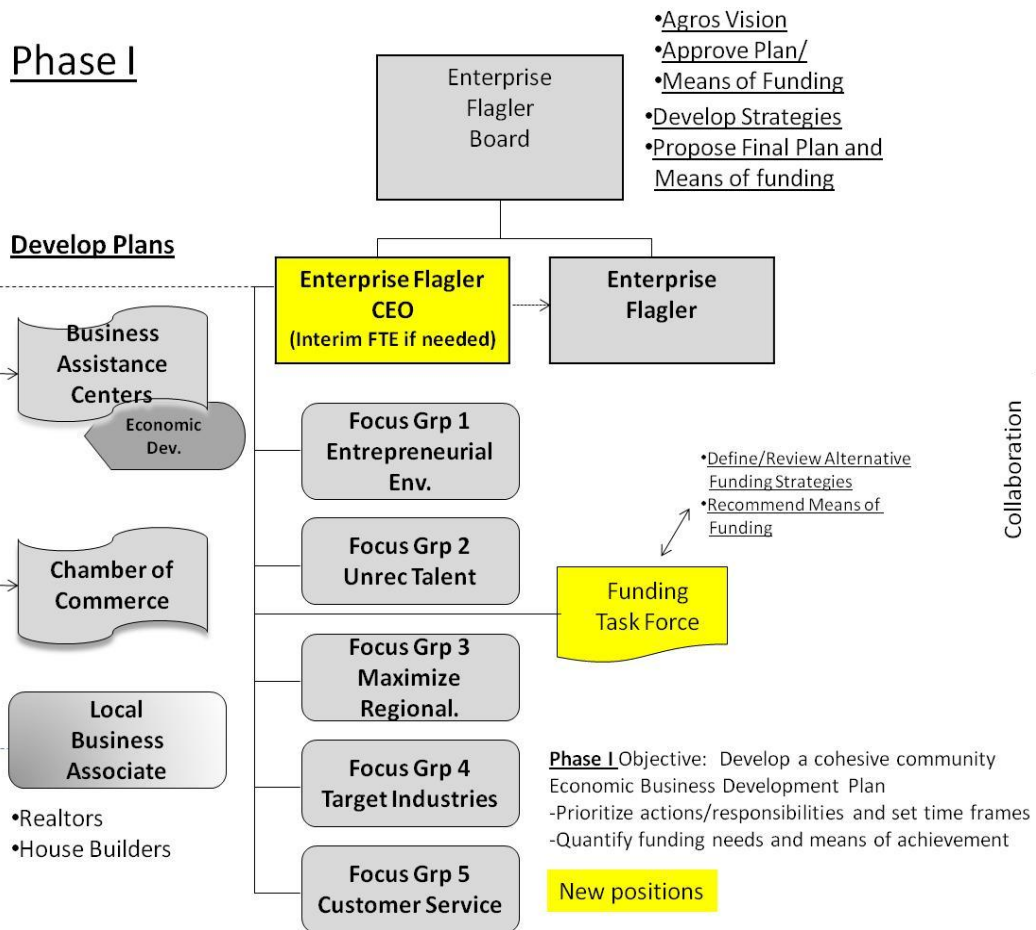 Phase I
Enterprise
Flagler
Board
•Agros Vision
•Approve Plan/
•Means of Funding
•Develop Strategies
•Propose Final Plan and
Means of funding
Develop Plans
Enterprise Flagler
CEO
(Interim FTE if needed)
Enterprise
Flagler
Business
Assistance
Centers
Economic
Dev.
Chamber of
Commerce
Local
Business
Associate
•Realtors
•House Builders
Focus Grp 1
Entrepreneurial
Env.
Focus Grp 2
Unrec Talent
Focus Grp 3
Maximize
Regional.
Focus Grp 4
Target Industries
Focus Grp 5
Customer Service
•Define/Review Alternative
Funding Strategies
•Recommend Means of
Funding
Funding
Task Force
Collaboration
Phase I Objective: Develop a cohesive community
Economic Business Development Plan
-Prioritize actions/responsibilities and set time frames
-Quantify funding needs and means of achievement
New positions